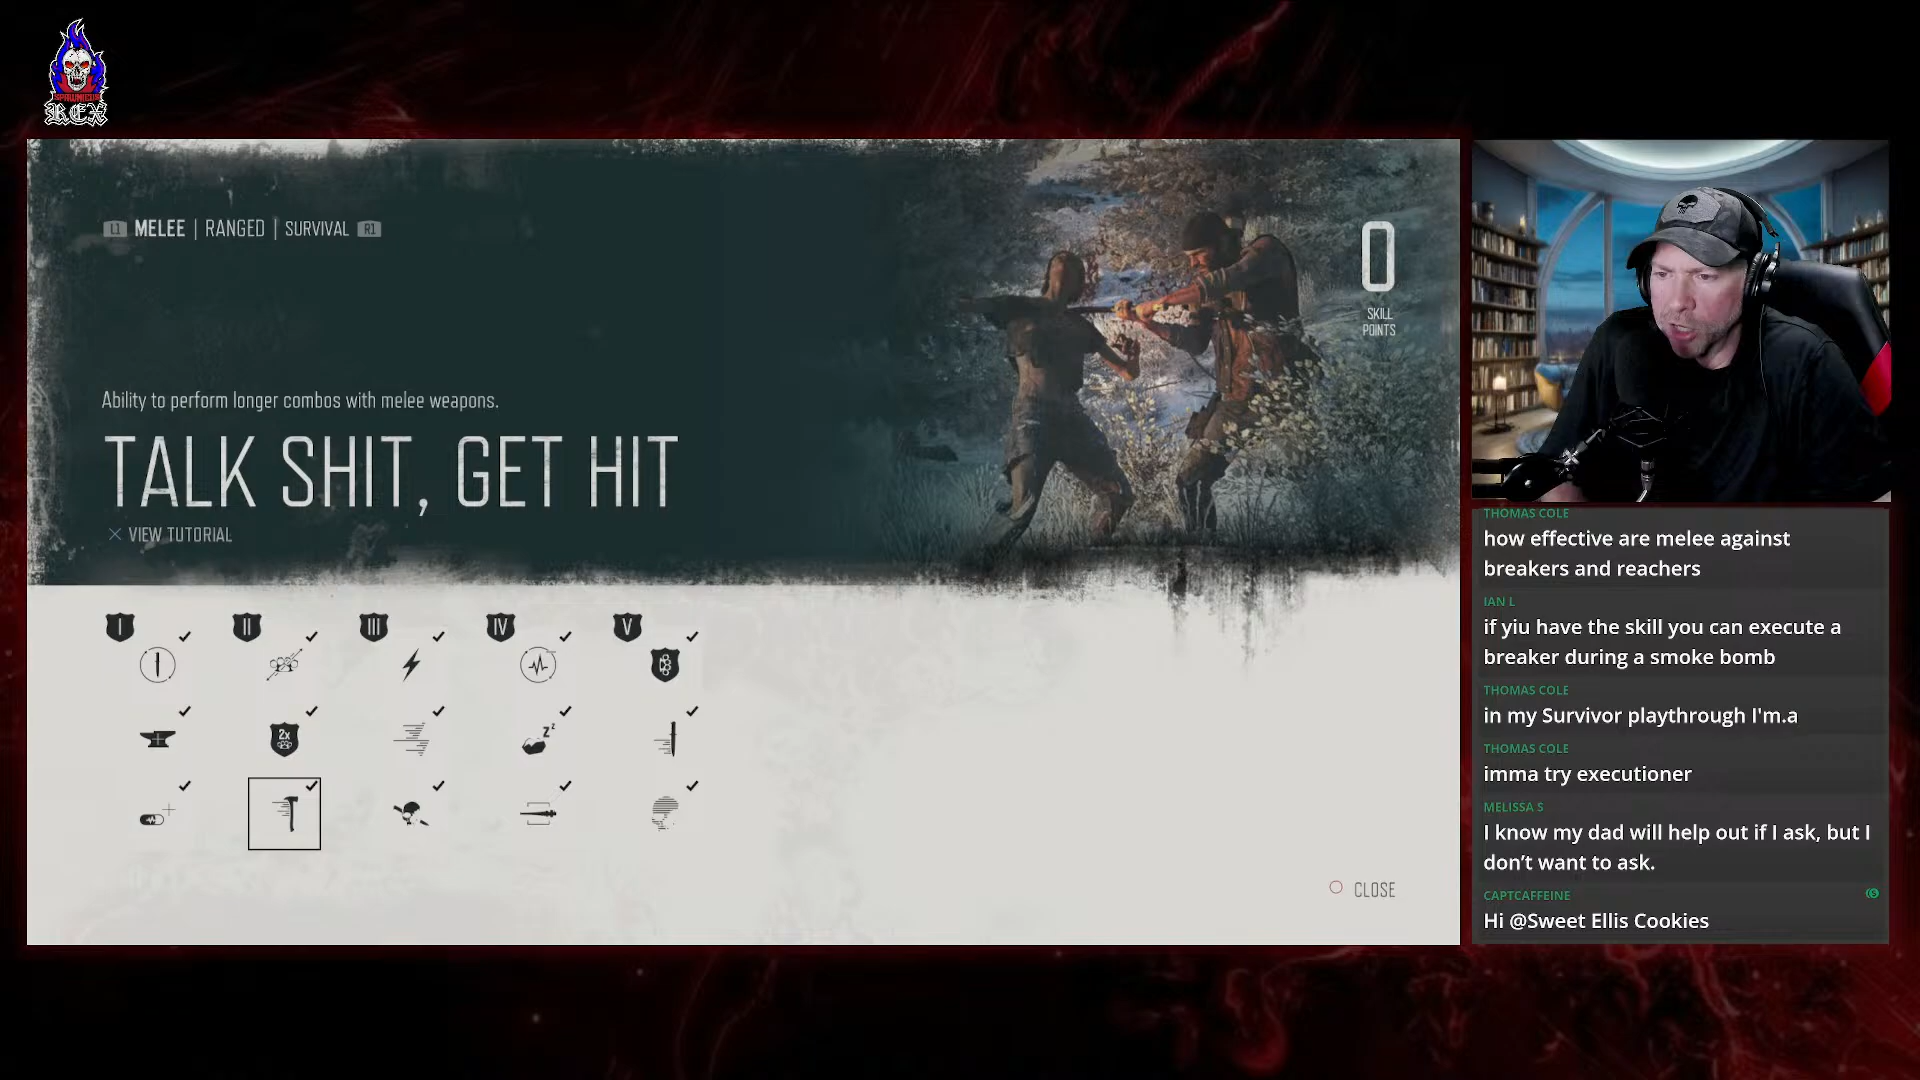 SPAWNIEUS
REX
L1 MELEE | RANGED | SURVIVAL R1
0
SKILL
POINTS
Ability to perform longer combos with melee weapons.
TALK SHIT, GET HIT
VIEW TUTORIAL
I II III IV V
2x
Z z
CLOSE
THOMAS COLE
how effective are melee against
breakers and reachers
IAN L
if yiu have the skill you can execute a
breaker during a smoke bomb
THOMAS COLE
in my Survivor playthrough I'm.a
THOMAS COLE
imma try executioner
MELISSA S
I know my dad will help out if I ask, but I
don’t want to ask.
CAPTCAFFEINE
Hi @Sweet Ellis Cookies